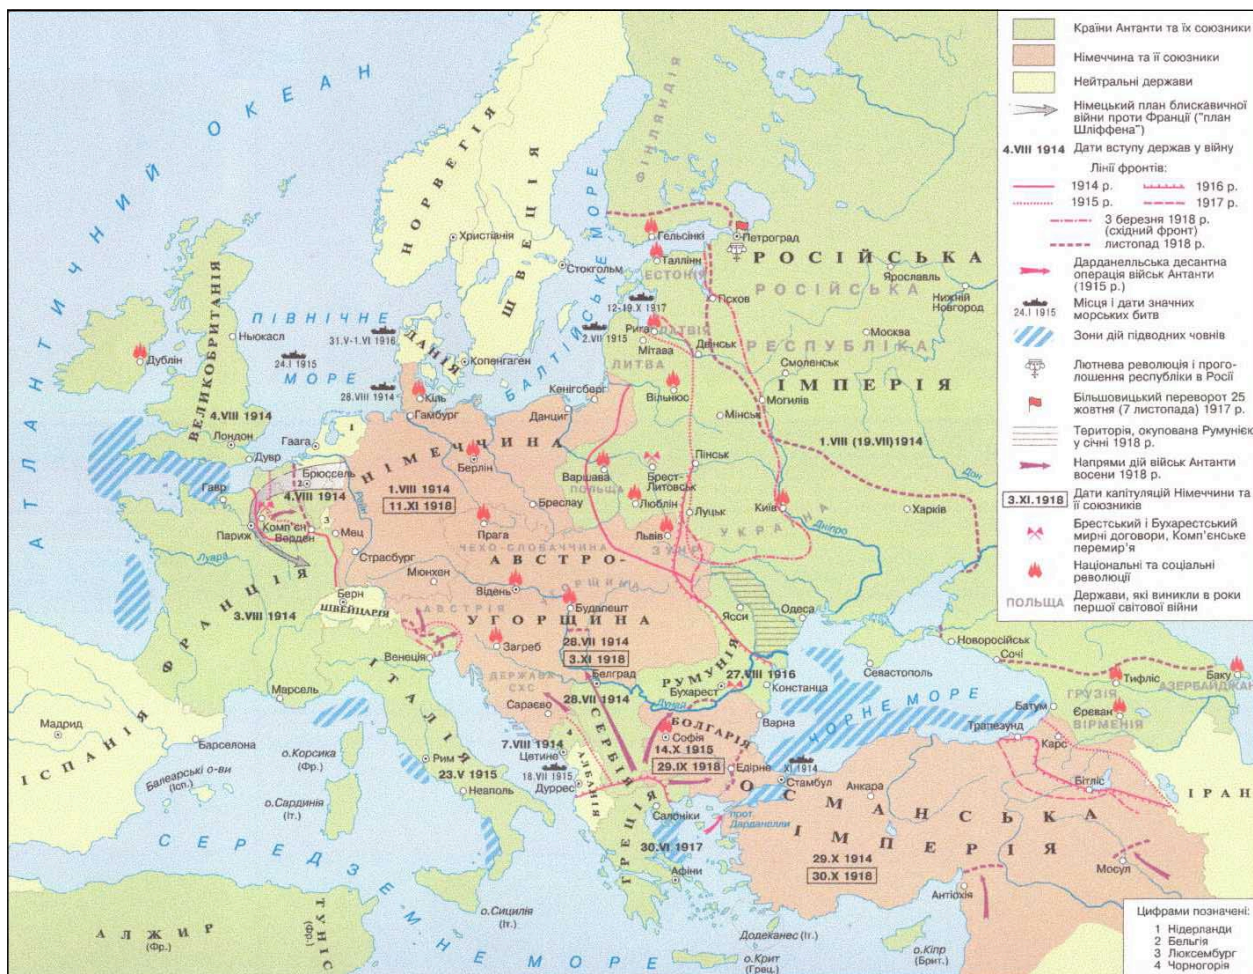 Країни Антанти та їх союзники
Німеччина та її союзники
Нейтральні держави
Німецький план блискавичної
війни проти Франції ("план
Шліффена")
4.VIII 1914 Дати вступу держав у війну
Лінії фронтів:
1914 р.
1916 р.
1915 р.
1917 р.
3 березня 1918 р.
(східний фронт)
листопад 1918 р.
Дарданелльська десантна
операція військ Антанти
(1915 р.)
24.I 1915
Місця і дати значних
морських битв
Зони дій підводних човнів
Лютнева революція і прого-
лошення республіки в Росії
Більшовицький переворот 25
жовтня (7 листопада) 1917 р.
Територія, окупована Румунією
у січні 1918 р.
Напрями дій військ Антанти
восени 1918 р.
3.XI.1918 Дати капітуляцій Німеччини та
її союзників
Брестський і Бухарестський
мирні договори, Комп'єнське
перемир'я
Національні та соціальні
революції
ПОЛЬЩА Держави, які виникли в роки
першої світової війни
Цифрами позначені:
1 Нідерланди
2 Бельгія
3 Люксембург
4 Чорногорія
АТЛАНТИЧНИЙ ОКЕАН
НОРВЕГІЯ
ШВЕЦІЯ
ФІНЛЯНДІЯ
Христіанія
Стокгольм
БАЛТІЙСЬКЕ МОРЕ
Гельсінкі
Петроград
Таллінн
ЕСТОНІЯ
РОСІЙСЬКА
ІМПЕРІЯ
РОСІЙСЬКА
РЕСПУБЛІКА
Ярославль
Нижній
Новгород
Псков
Москва
12-19.X 1917
Рига
ЛАТВІЯ
Мітава
2.VII 1915
Двінськ
Смоленськ
ЛИТВА
Вільнюс
Мінськ
Могилів
1.VIII (19.VII) 1914
ВЕЛИКОБРИТАНІЯ
Дублін
Ньюкасл
ПІВНІЧНЕ
МОРЕ
31.V-1.VI 1916
24.I 1915
28.VIII 1914
ДАНІЯ
Копенгаген
Кіль
Гамбург
Кенігсберг
Данциг
4.VIII 1914
Лондон
Дувр
Гаага
1
Брюссель
2
4.VIII 1914
3
НІМЕЧЧИНА
Берлін
1.VIII 1914
11.XI 1918
Рейн
Бреслау
Варшава
ПОЛЬЩА
Брест-
Литовськ
Люблін
Пінськ
Луцьк
Київ
УКРАЇНА
Дніпро
Дон
Харків
Львів
ЗУНР
Гавр
Комп'єн
Париж
Верден
Мец
Страсбург
Луара
ФРАНЦІЯ
3.VIII 1914
Берн
ШВЕЙЦАРІЯ
Мюнхен
Прага
ЧЕХО-СЛОВАЧЧИНА
АВСТРО-
УГОРЩИНА
АВСТРІЯ
УГОРЩИНА
Відень
Будапешт
28.VII 1914
3.XI 1918
Загреб
Венеція
ДЕРЖАВА
СХС
Белград
28.VII 1914
Сараєво
СЕРБІЯ
7.VIII 1914
Цетине
4
18.VII 1915
Дуррес
АЛБАНІЯ
Ясси
Одеса
РУМУНІЯ
27.VIII 1916
Бухарест
Констанца
Дунай
БОЛГАРІЯ
Варна
Софія
14.X 1915
29.IX 1918
Едірне
XI 1914
Стамбул
Севастополь
Новоросійськ
Сочі
ЧОРНЕ МОРЕ
ГРУЗІЯ
Тифліс
Баку
АЗЕРБАЙДЖАН
Батум
Єреван
ВІРМЕНІЯ
Трапезунд
Карс
Бітліс
ІРАН
Анкара
ОСМАНСЬКА
ІМПЕРІЯ
29.X 1914
30.X 1918
Мосул
Антіохія
прот.
Дарданелли
Салоніки
ГРЕЦІЯ
30.VI 1917
Афіни
Марсель
ІТАЛІЯ
Рим
23.V 1915
Неаполь
о.Корсика
(Фр.)
о.Сардинія
(Іт.)
Мадрид
ІСПАНІЯ
Барселона
Балеарські о-ви
(Ісп.)
СЕРЕДЗЕМНЕ МОРЕ
о.Сицилія
(Іт.)
Додеканес (Іт.)
о.Крит
(Грец.)
о.Кіпр
(Брит.)
АЛЖИР
(Фр.)
ТУНІС
(Фр.)